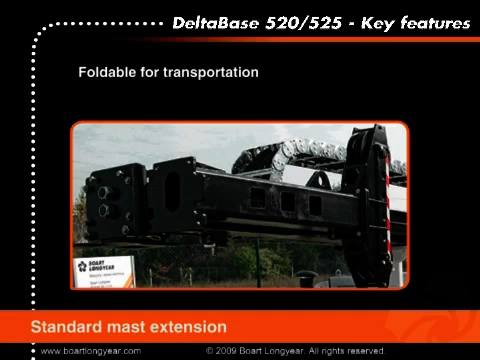 DeltaBase 520/525 - Key features
Foldable for transportation
BOART
LONGYEAR
Standard mast extension
www.boartlongyear.com © 2009 Boart Longyear. All rights reserved.